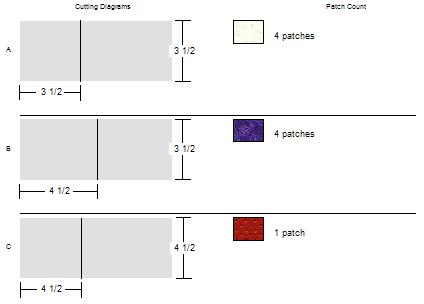 Cutting Diagrams
Patch Count
A
3 1/2
3 1/2
4 patches
B
3 1/2
4 1/2
4 patches
C
4 1/2
4 1/2
1 patch